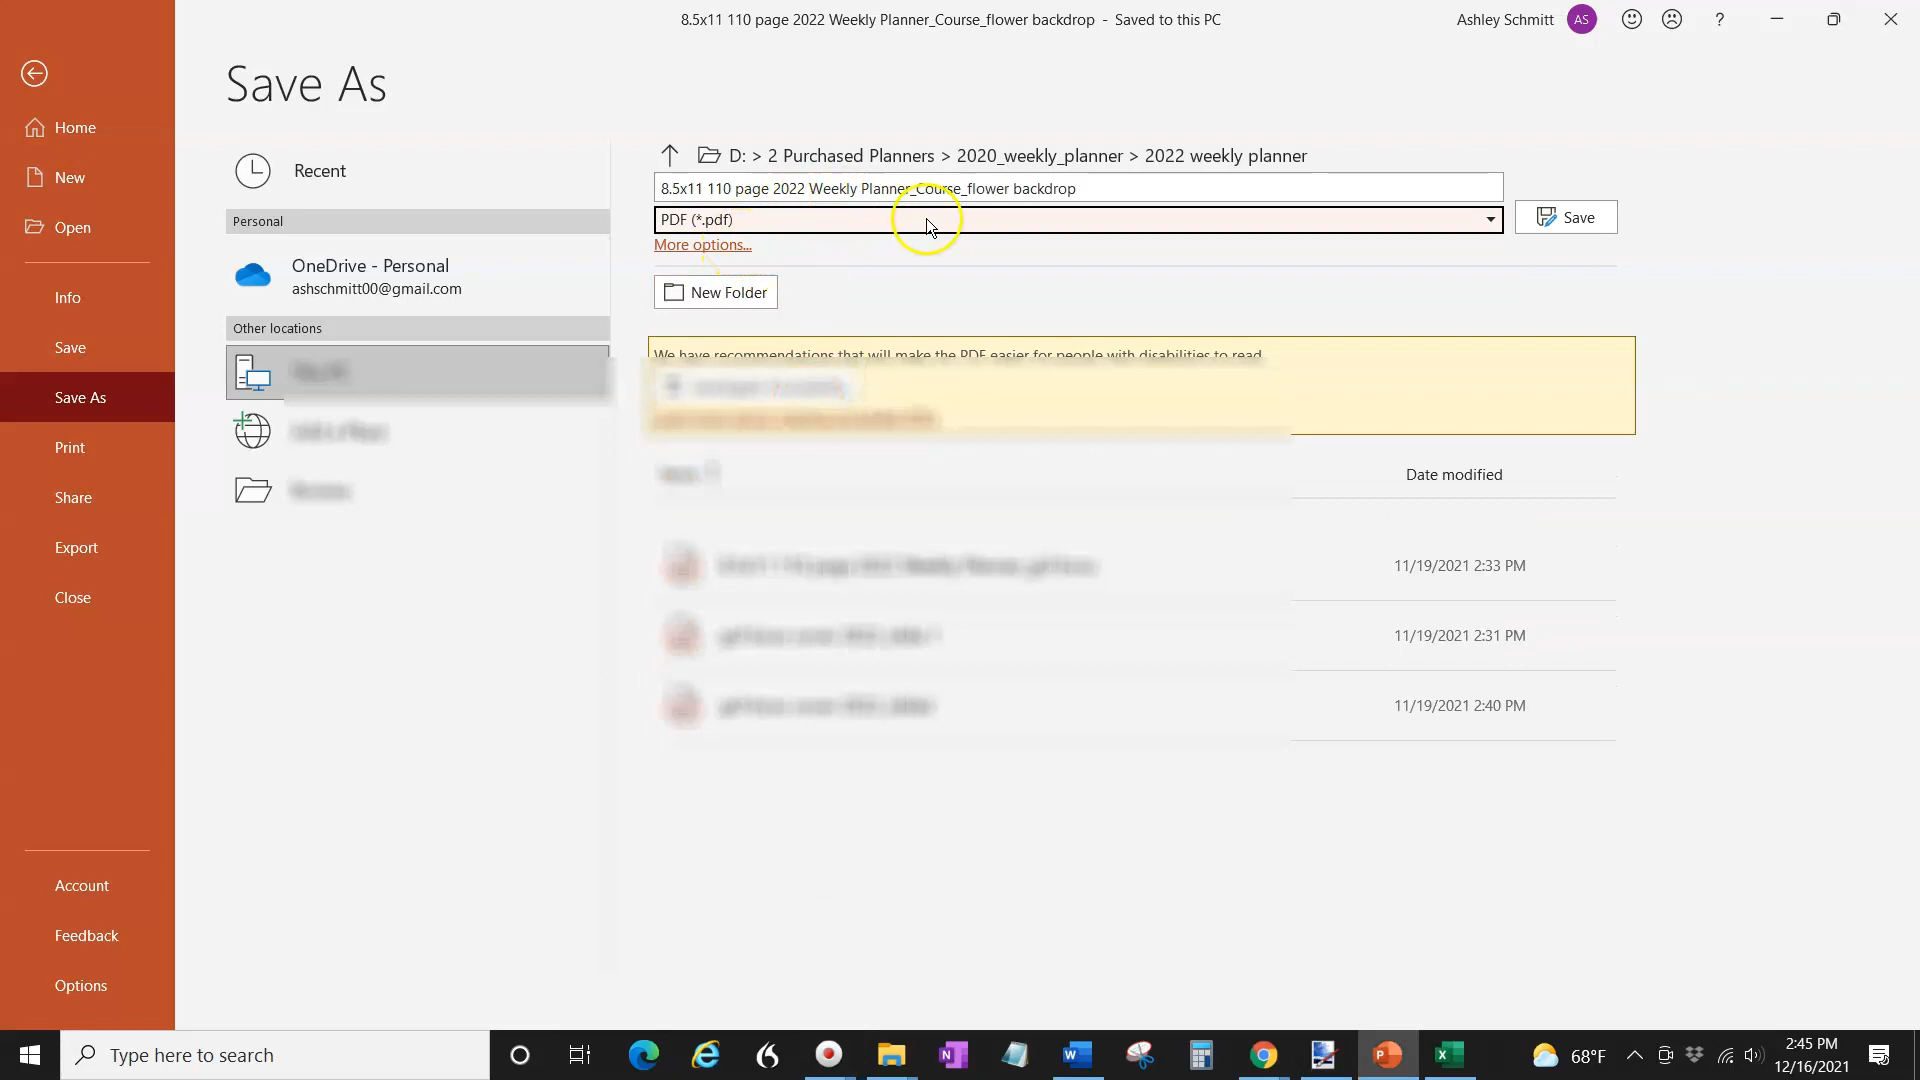 8.5x11 110 page 2022 Weekly Planner_Course_flower backdrop - Saved to this PC
Ashley Schmitt
AS
?
Save As
Home
New
Open
Info
Save
Save As
Print
Share
Export
Close
Account
Feedback
Options
Recent
Personal
OneDrive - Personal
ashschmitt00@gmail.com
Other locations
D: > 2 Purchased Planners > 2020_weekly_planner > 2022 weekly planner
8.5x11 110 page 2022 Weekly Planner_Course_flower backdrop
PDF (*.pdf)
Save
More options...
New Folder
We have recommendations that will make the PDF easier for people with disabilities to read.
Date modified
11/19/2021 2:33 PM
11/19/2021 2:31 PM
11/19/2021 2:40 PM
Type here to search
68°F
2:45 PM
12/16/2021